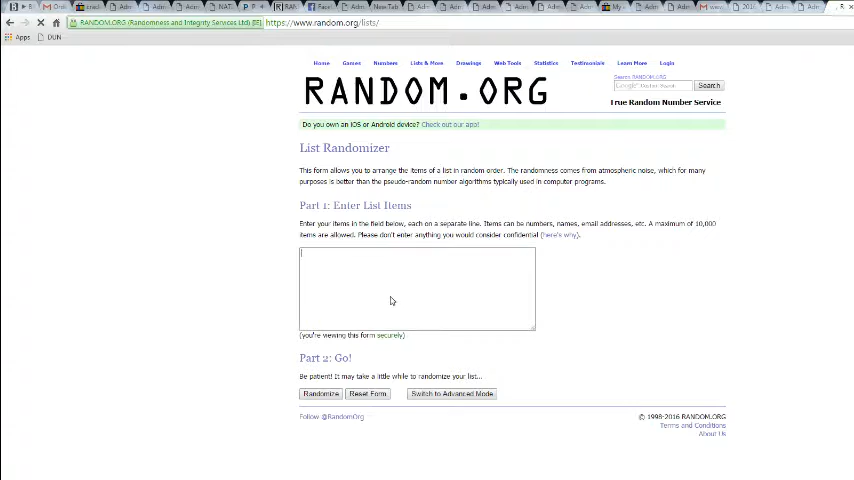 RANDOM.ORG (Randomness and Integrity Services Ltd) [IE] https://www.random.org/lists/
Apps DUN
Home Games Numbers Lists & More Drawings Web Tools Statistics Testimonials Learn More Login
RANDOM.ORG
Search RANDOM.ORG
Search
True Random Number Service
Do you own an iOS or Android device? Check out our app!
List Randomizer
This form allows you to arrange the items of a list in random order. The randomness comes from atmospheric noise, which for many
purposes is better than the pseudo-random number algorithms typically used in computer programs.
Part 1: Enter List Items
Enter your items in the field below, each on a separate line. Items can be numbers, names, email addresses, etc. A maximum of 10,000
items are allowed. Please don't enter anything you would consider confidential (here's why).
(you're viewing this form securely)
Part 2: Go!
Be patient! It may take a little while to randomize your list...
Randomize Reset Form Switch to Advanced Mode
Follow @RandomOrg © 1998-2016 RANDOM.ORG
Terms and Conditions
About Us